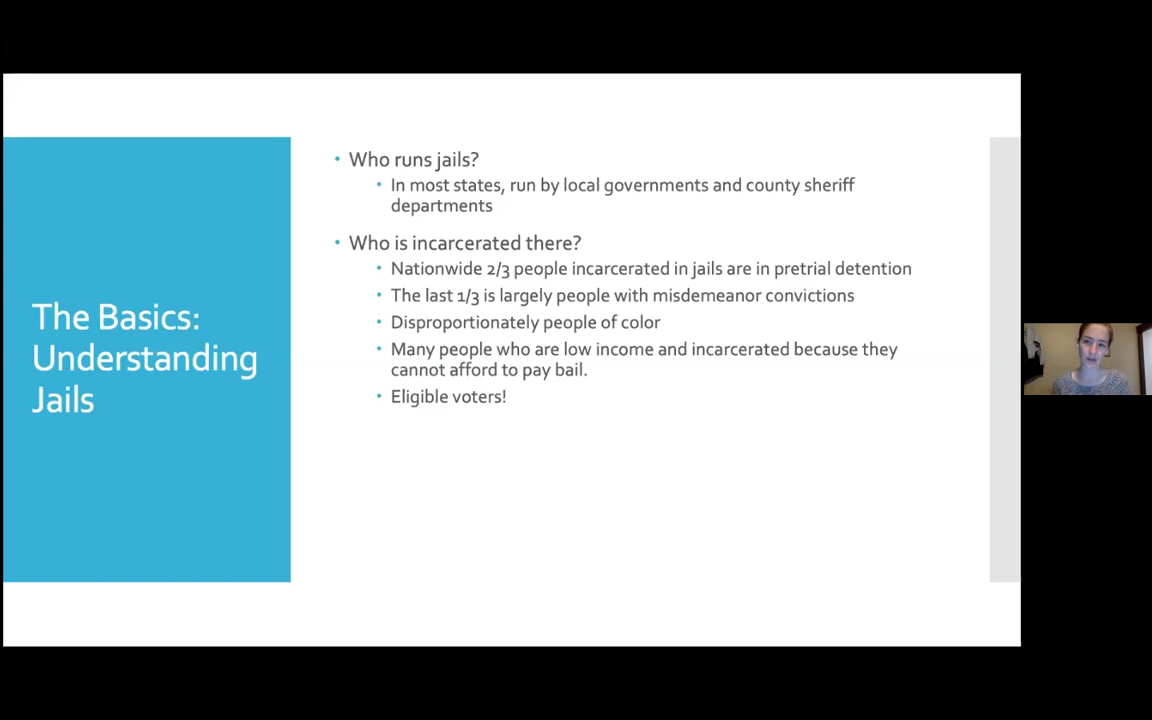 The Basics:
Understanding
Jails
• Who runs jails?
• In most states, run by local governments and county sheriff
departments
• Who is incarcerated there?
• Nationwide 2/3 people incarcerated in jails are in pretrial detention
• The last 1/3 is largely people with misdemeanor convictions
• Disproportionately people of color
• Many people who are low income and incarcerated because they
cannot afford to pay bail.
• Eligible voters!